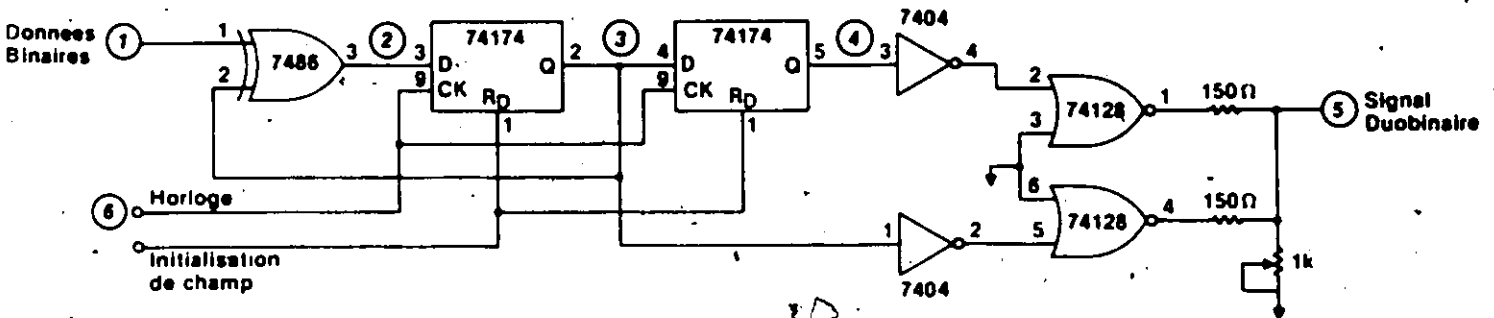 Donnees
Binaires
1
1
2
7486
3
2
3
9
D
CK
74174
Q
RD
1
2
3
4
9
D
CK
74174
Q
RD
1
5
4
3
7404
4
2
3
74128
1
150Ω
5
Signal
Duobinaire
6
5
74128
4
150Ω
1k
1
2
7404
6
Horloge
Initialisation
de champ